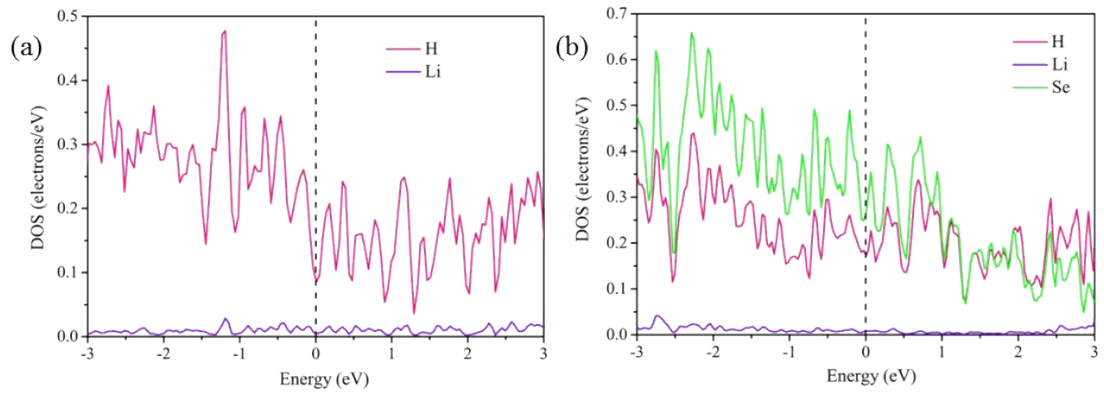 (a)
0.5
0.4
0.3
0.2
0.1
0.0
DOS (electrons/eV)
H
Li
-3 -2 -1 0 1 2 3
Energy (eV)
(b)
0.7
0.6
0.5
0.4
0.3
0.2
0.1
0.0
DOS (electrons/eV)
H
Li
Se
-3 -2 -1 0 1 2 3
Energy (eV)